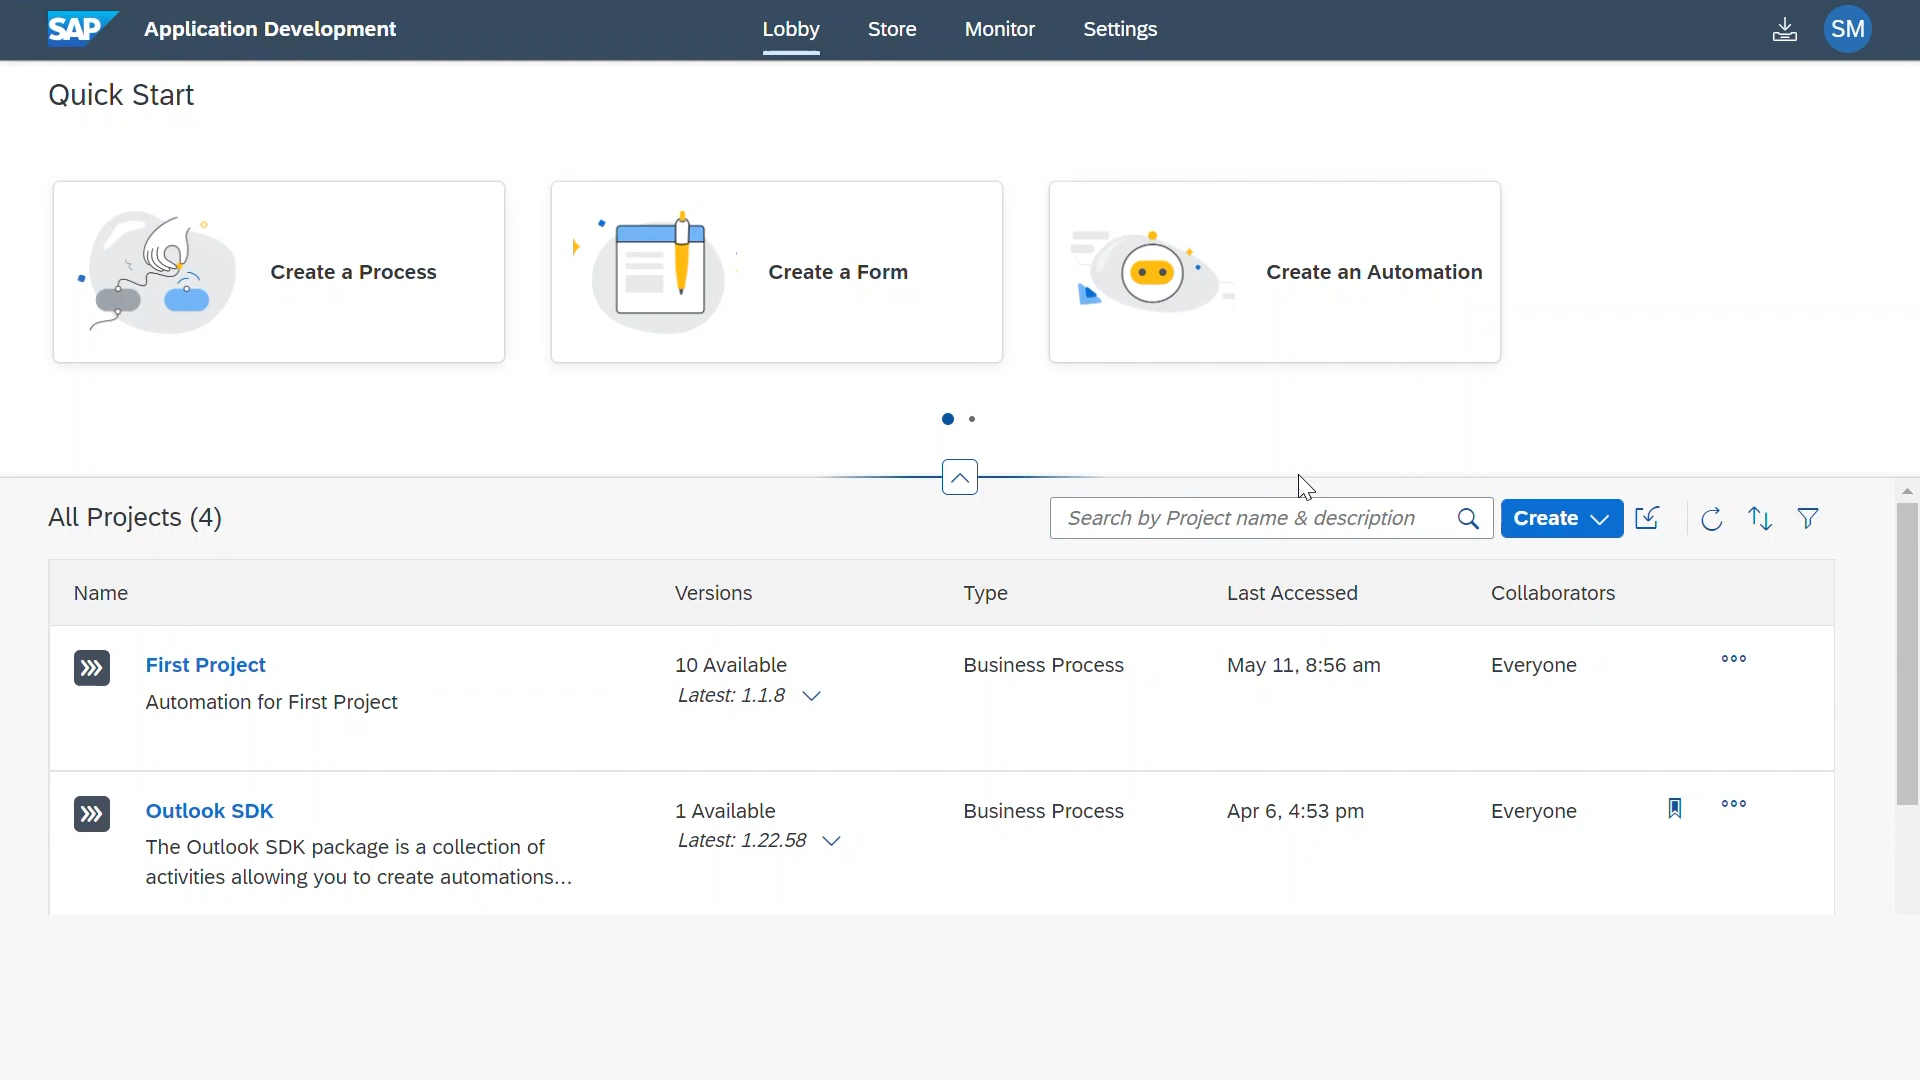 SAP Application Development Lobby Store Monitor Settings SM
Quick Start
Create a Process Create a Form Create an Automation
All Projects (4) Search by Project name & description Create
Name Versions Type Last Accessed Collaborators
First Project 10 Available Business Process May 11, 8:56 am Everyone
Automation for First Project Latest: 1.1.8
Outlook SDK 1 Available Business Process Apr 6, 4:53 pm Everyone
The Outlook SDK package is a collection of Latest: 1.22.58
activities allowing you to create automations...